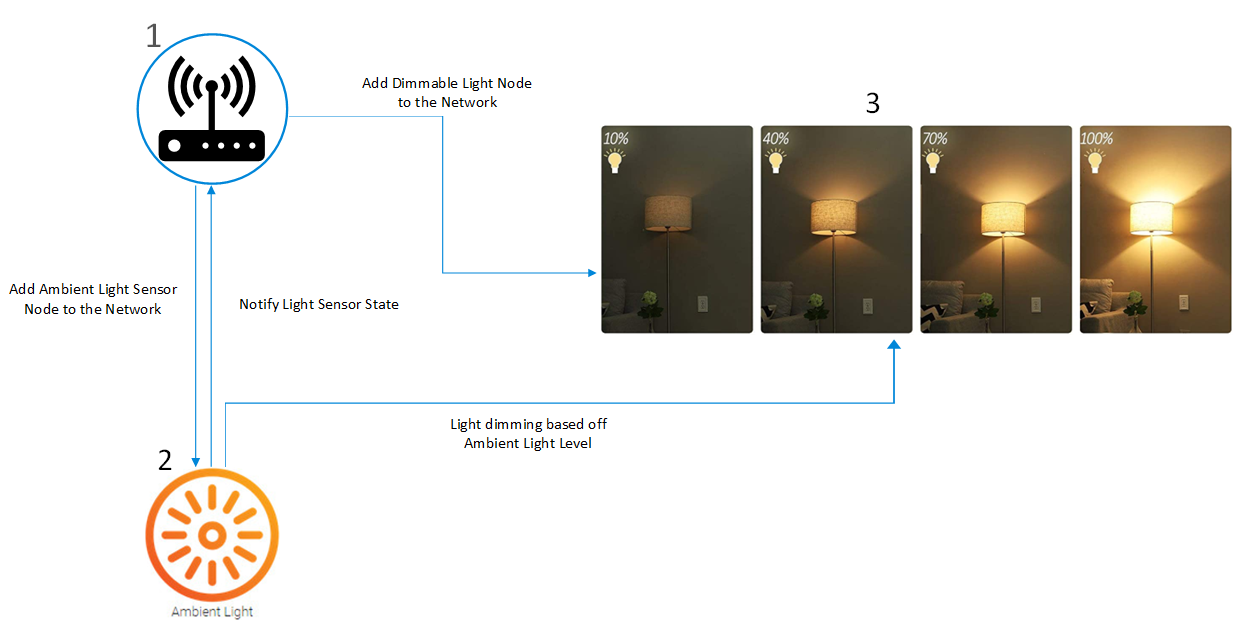 1
Add Dimmable Light Node
to the Network
3
10%
40%
70%
100%
Add Ambient Light Sensor
Node to the Network
Notify Light Sensor State
Light dimming based off
Ambient Light Level
2
Ambient Light